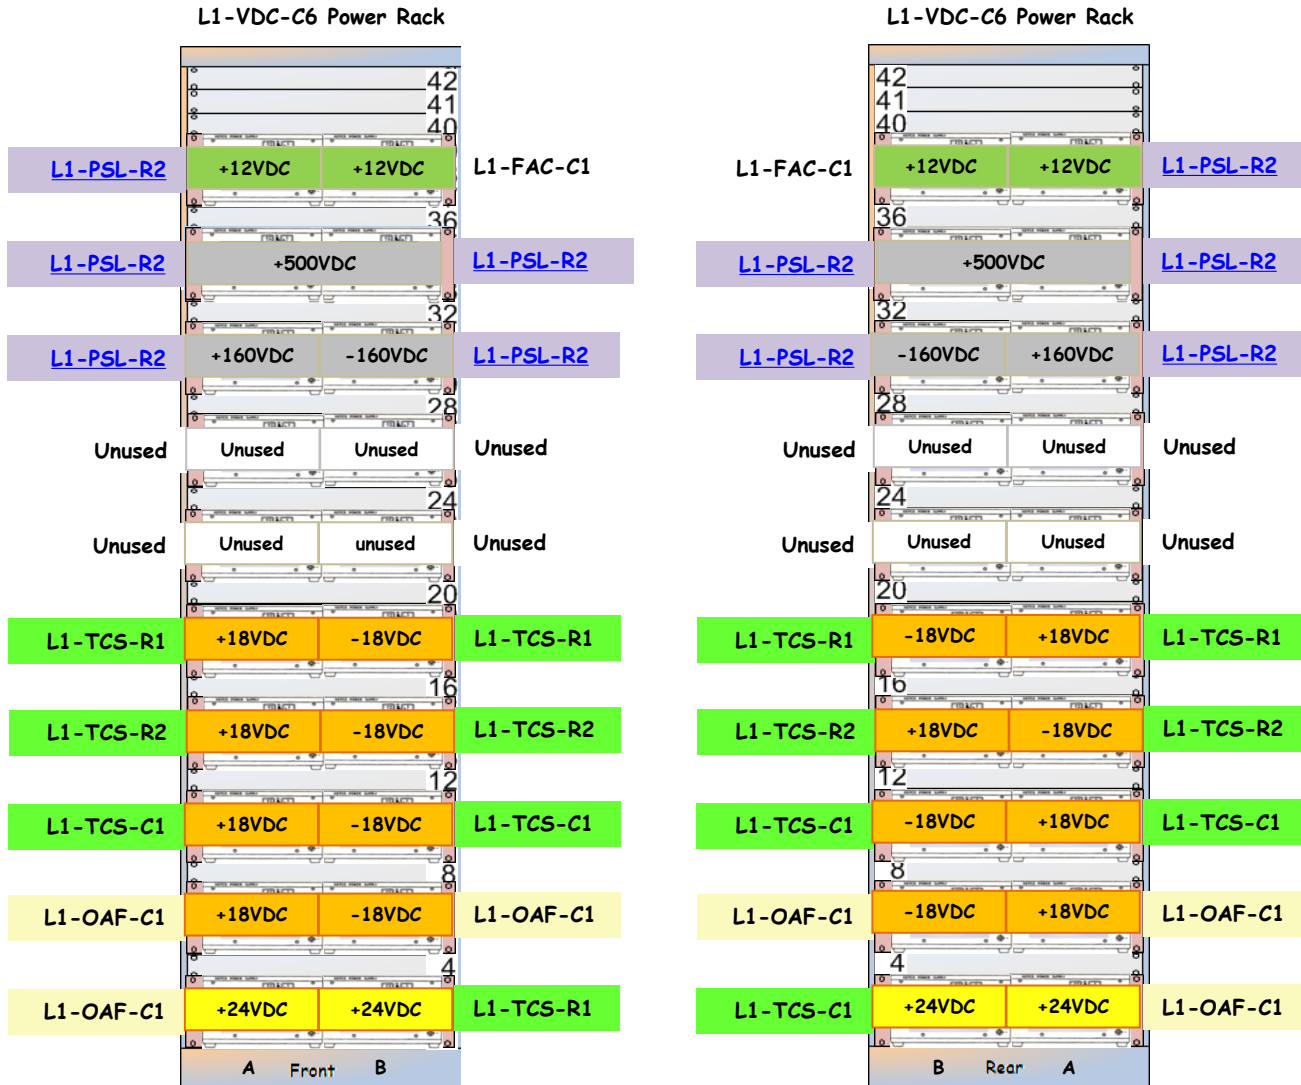 L1-VDC-C6 Power Rack
42
41
40
L1-PSL-R2 +12VDC +12VDC L1-FAC-C1
36
L1-PSL-R2 +500VDC L1-PSL-R2
32
L1-PSL-R2 +160VDC -160VDC L1-PSL-R2
28
Unused Unused Unused Unused
24
Unused Unused unused Unused
20
L1-TCS-R1 +18VDC -18VDC L1-TCS-R1
16
L1-TCS-R2 +18VDC -18VDC L1-TCS-R2
12
L1-TCS-C1 +18VDC -18VDC L1-TCS-C1
8
L1-OAF-C1 +18VDC -18VDC L1-OAF-C1
4
L1-OAF-C1 +24VDC +24VDC L1-TCS-R1
A Front B
L1-VDC-C6 Power Rack
42
41
40
L1-FAC-C1 +12VDC +12VDC L1-PSL-R2
36
L1-PSL-R2 +500VDC L1-PSL-R2
32
L1-PSL-R2 -160VDC +160VDC L1-PSL-R2
28
Unused Unused Unused Unused
24
Unused Unused Unused Unused
20
L1-TCS-R1 -18VDC +18VDC L1-TCS-R1
16
L1-TCS-R2 +18VDC -18VDC L1-TCS-R2
12
L1-TCS-C1 -18VDC +18VDC L1-TCS-C1
8
L1-OAF-C1 -18VDC +18VDC L1-OAF-C1
4
L1-TCS-C1 +24VDC +24VDC L1-OAF-C1
B Rear A